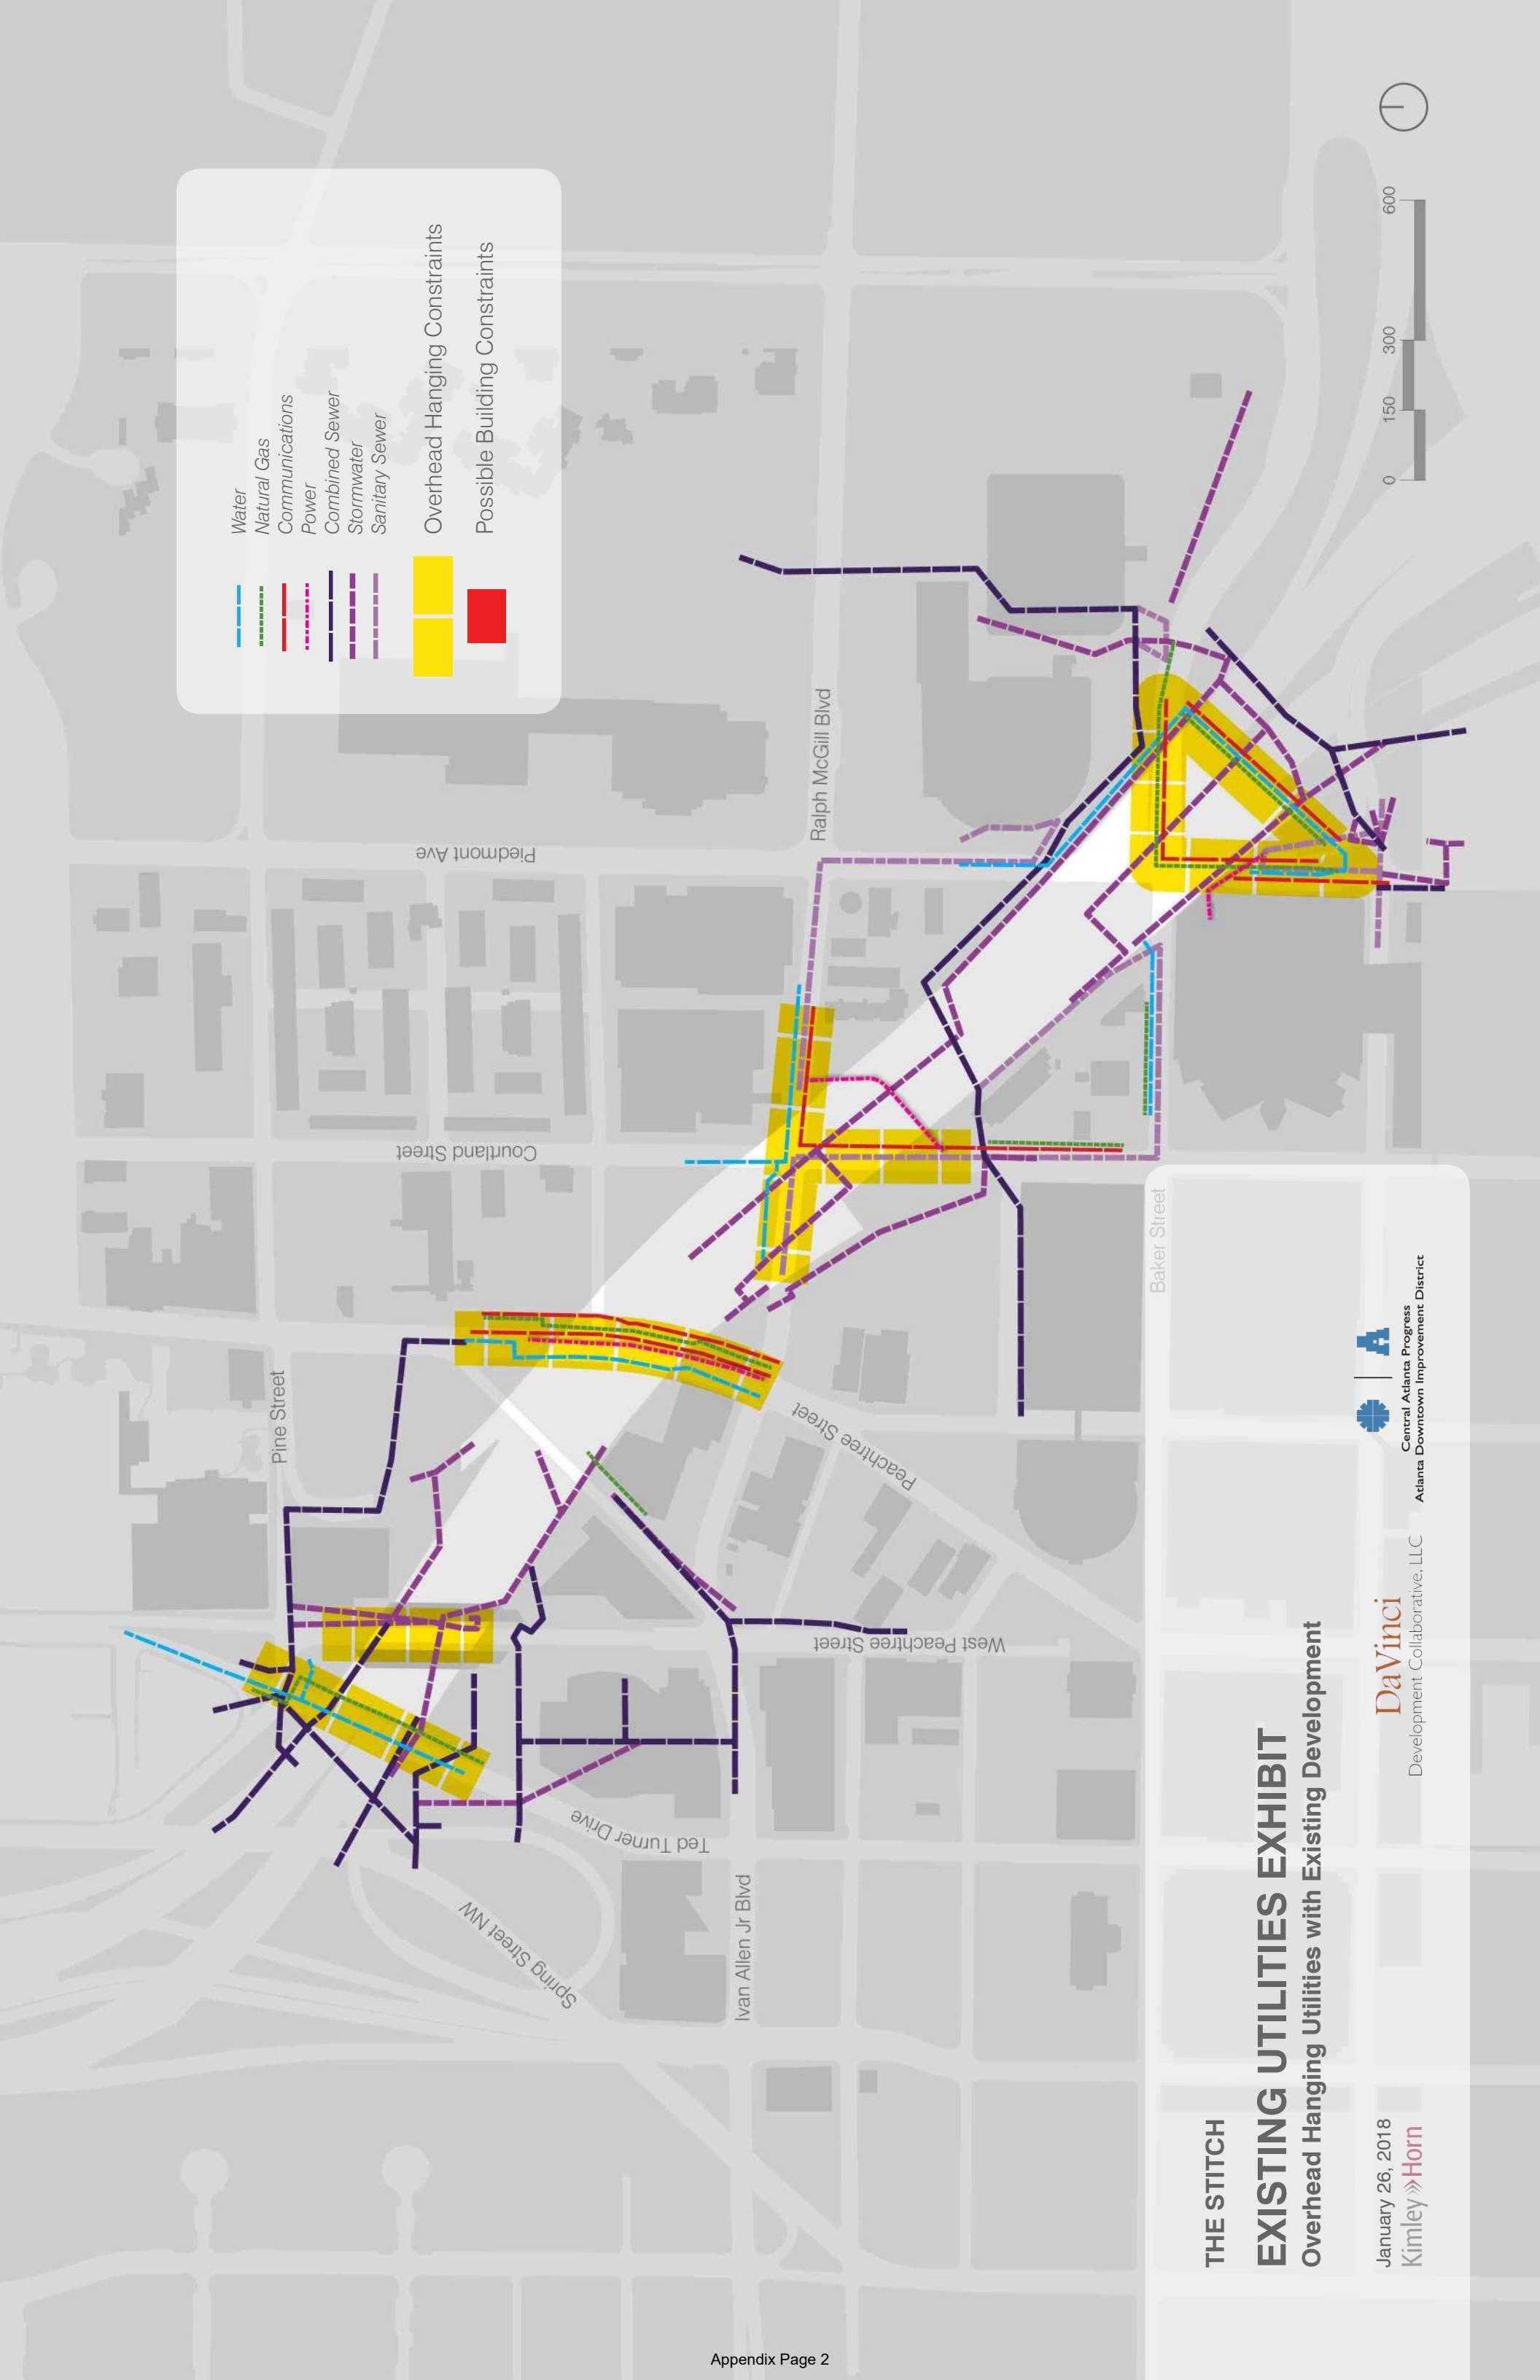 Water
Natural Gas
Communications
Power
Combined Sewer
Stormwater
Sanitary Sewer
Overhead Hanging Constraints
Possible Building Constraints
Pine Street
Piedmont Ave
Courtland Street
Ralph McGill Blvd
Peachtree Street
West Peachtree Street
Ted Turner Drive
Spring Street NW
Ivan Allen Jr Blvd
Baker Street
0 150 300 600
THE STITCH
EXISTING UTILITIES EXHIBIT
Overhead Hanging Utilities with Existing Development
January 26, 2018
Kimley»Horn
DaVinci
Development Collaborative, LLC
Central Atlanta Progress
Atlanta Downtown Improvement District
Appendix Page 2